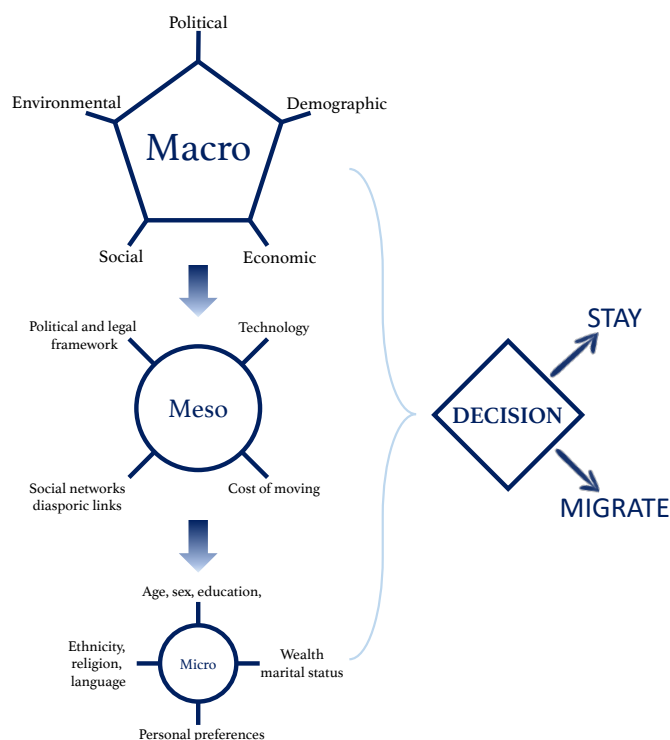 Political
Environmental
Demographic
Macro
Social
Economic
Political and legal
framework
Technology
Meso
Social networks
diasporic links
Cost of moving
Age, sex, education,
Ethnicity,
religion,
language
Micro
Wealth
marital status
Personal preferences
DECISION
STAY
MIGRATE